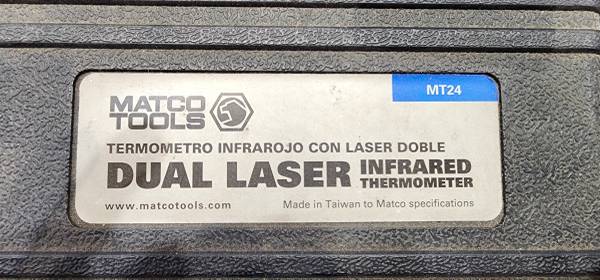 MATCO
TOOLS
MT24
TERMOMETRO INFRAROJO CON LASER DOBLE
DUAL LASER INFRARED THERMOMETER
www.matcotools.com Made in Taiwan to Matco specifications